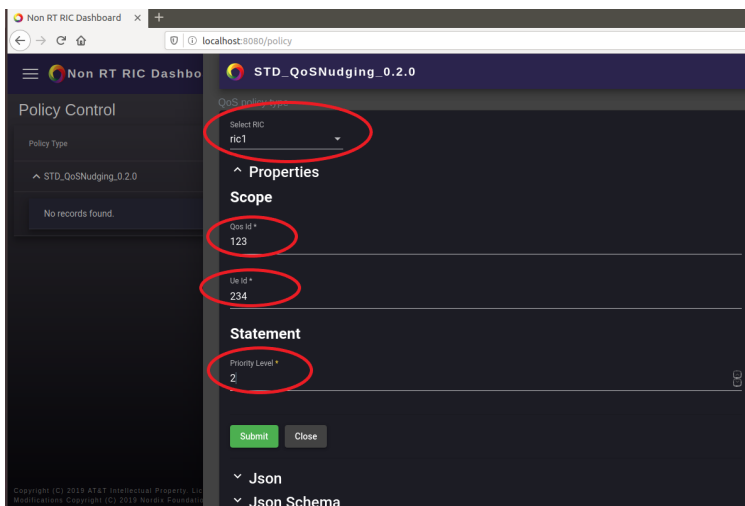 Non RT RIC Dashboard
localhost:8080/policy
Non RT RIC Dashbo
STD_QoSNudging_0.2.0
QoS policy type
Policy Control
Select RIC
ric1
Policy Type
Properties
STD_QoSNudging_0.2.0
Scope
No records found.
Qos Id *
123
Ue Id *
234
Statement
Priority Level *
2
Submit
Close
Json
Copyright (C) 2019 AT&T Intellectual Property. Lic
Modifications Copyright (C) 2019 Nordix Foundatio
Json Schema